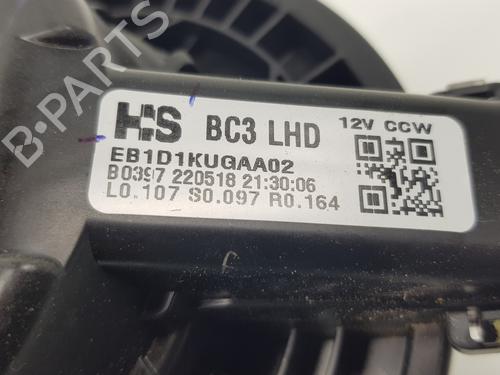 HS BC3 LHD 12V CCW
EB1D1KUGAA02
B0397 220518 21:30:06
L0.107 S0.097 R0.164
B-PARTS